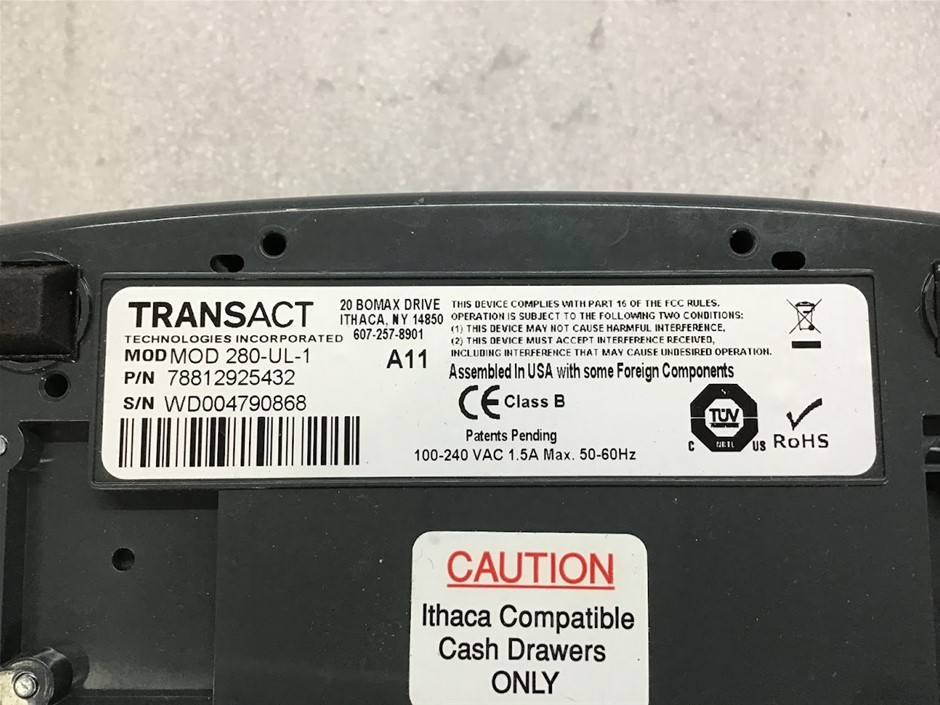 TRANSACT
TECHNOLOGIES INCORPORATED
20 BOMAX DRIVE
ITHACA, NY 14850
607-257-8901
MOD MOD 280-UL-1
A11
P/N 78812925432
S/N WD004790868
THIS DEVICE COMPLIES WITH PART 16 OF THE FCC RULES.
OPERATION IS SUBJECT TO THE FOLLOWING TWO CONDITIONS:
(1) THIS DEVICE MAY NOT CAUSE HARMFUL INTERFERENCE,
(2) THIS DEVICE MUST ACCEPT INTERFERENCE RECEIVED,
INCLUDING INTERFERENCE THAT MAY CAUSE UNDESIRED OPERATION.
Assembled In USA with some Foreign Components
CE Class B
Patents Pending
100-240 VAC 1.5A Max. 50-60Hz
TÜV
C US
RoHS
CAUTION
Ithaca Compatible
Cash Drawers
ONLY